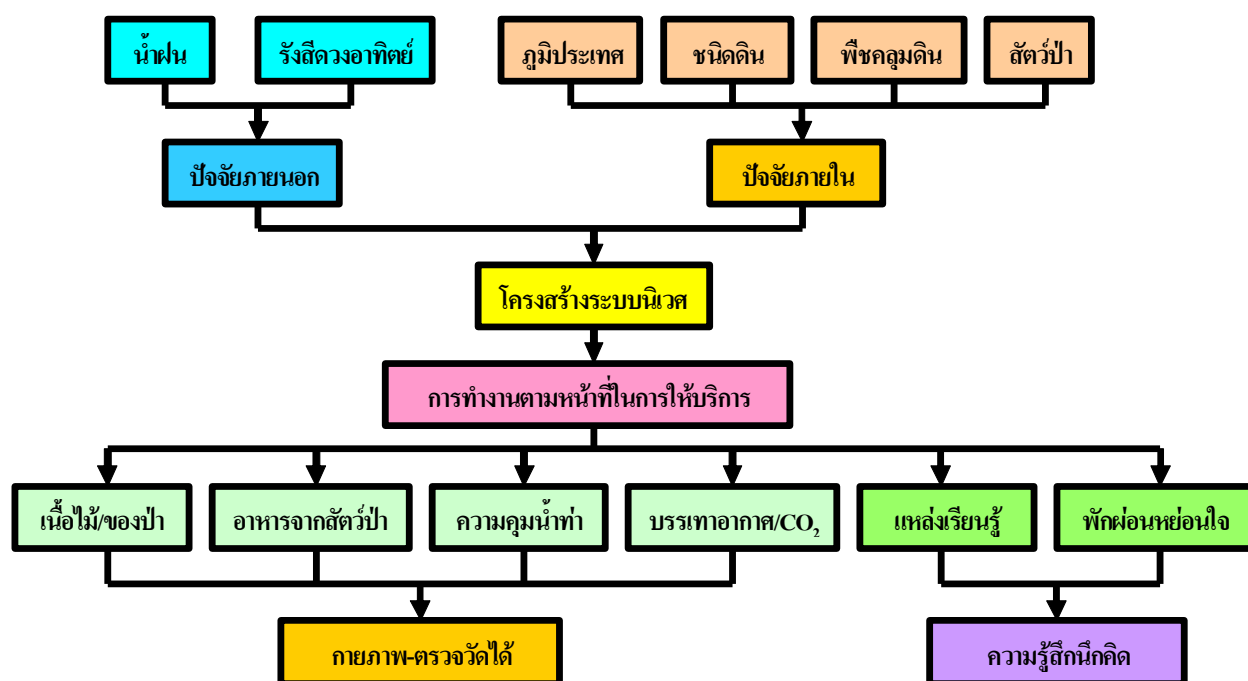 น้ำฝน
รังสีดวงอาทิตย์
ภูมิประเทศ
ชนิดดิน
พืชคลุมดิน
สัตว์ป่า
ปัจจัยภายนอก
ปัจจัยภายใน
โครงสร้างระบบนิเวศ
การทำงานตามหน้าที่ในการให้บริการ
เนื้อไม้/ของป่า
อาหารจากสัตว์ป่า
ความคุมน้ำท่า
บรรเทาอากาศ/CO₂
แหล่งเรียนรู้
พักผ่อนหย่อนใจ
กายภาพ-ตรวจวัดได้
ความรู้สึกนึกคิด